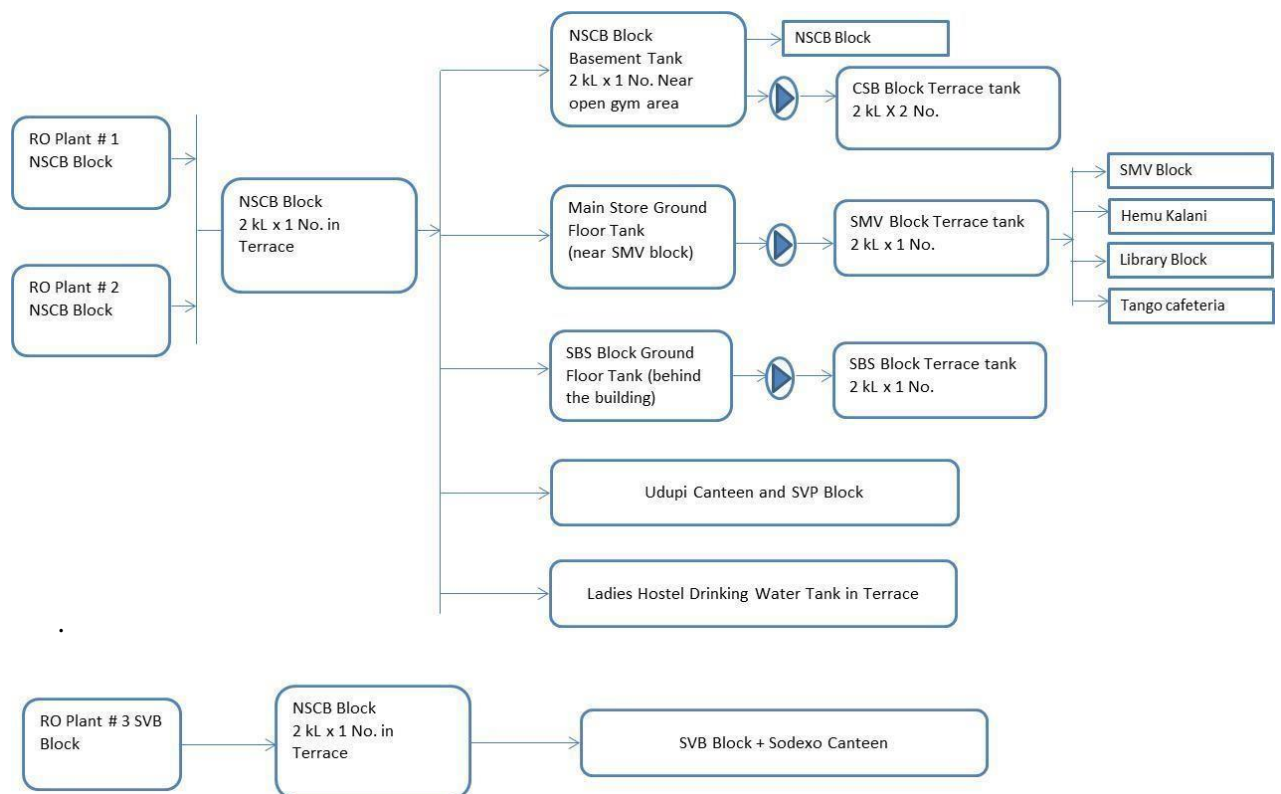 RO Plant # 1
NSCB Block
RO Plant # 2
NSCB Block
NSCB Block
2 kL x 1 No. in
Terrace
NSCB Block
Basement Tank
2 kL x 1 No. Near
open gym area
NSCB Block
CSB Block Terrace tank
2 kL X 2 No.
Main Store Ground
Floor Tank
(near SMV block)
SMV Block Terrace tank
2 kL x 1 No.
SMV Block
Hemu Kalani
Library Block
Tango cafeteria
SBS Block Ground
Floor Tank (behind
the building)
SBS Block Terrace tank
2 kL x 1 No.
Udupi Canteen and SVP Block
Ladies Hostel Drinking Water Tank in Terrace
.
RO Plant # 3 SVB
Block
NSCB Block
2 kL x 1 No. in
Terrace
SVB Block + Sodexo Canteen